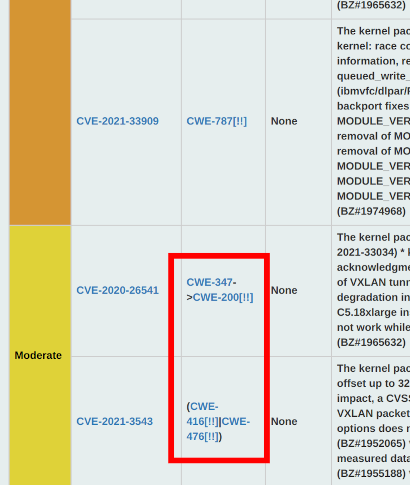 (BZ#1965632)
The kernel pac
kernel: race co
information, re
queued_write_
(ibmvfc/dlpar/
backport fixes
MODULE_VER
removal of MO
removal of MO
MODULE_VER
MODULE_VER
MODULE_VER
(BZ#1974968)
CVE-2021-33909
CWE-787[!!]
None
Moderate
CVE-2020-26541
CWE-347-
>CWE-200[!!]
None
The kernel pac
2021-33034) *
acknowledgme
of VXLAN tunn
degradation in
C5.18xlarge in
not work while
(BZ#1965632)
CVE-2021-3543
(CWE-
416[!!]|CWE-
476[!!])
None
The kernel pac
offset up to 32
impact, a CVSS
VXLAN packet
options does n
(BZ#1952065) *
measured data
(BZ#1955188) *